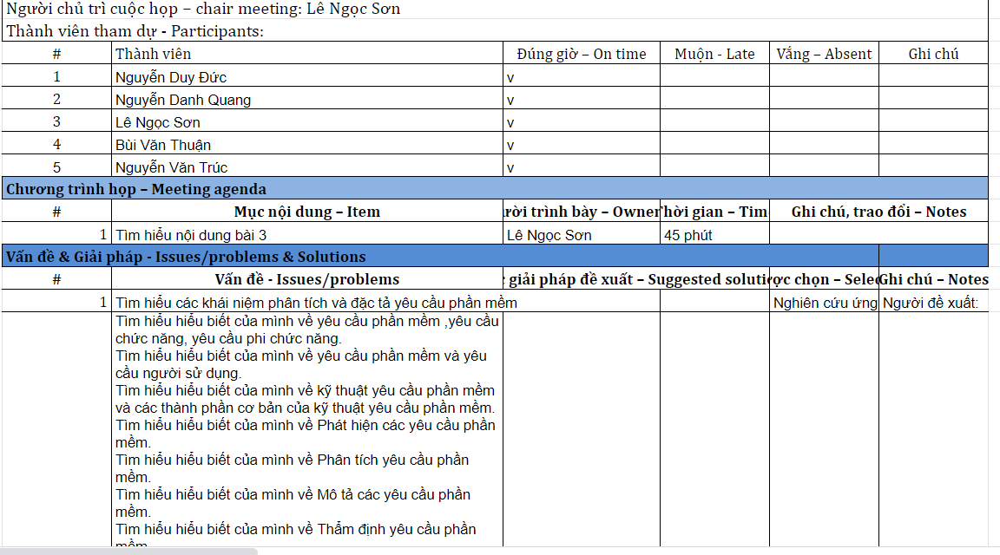 Người chủ trì cuộc họp – chair meeting: Lê Ngọc Sơn
Thành viên tham dự - Participants:
# Thành viên Đúng giờ – On time Muộn - Late Vắng – Absent Ghi chú
1 Nguyễn Duy Đức v
2 Nguyễn Danh Quang v
3 Lê Ngọc Sơn v
4 Bùi Văn Thuận v
5 Nguyễn Văn Trúc v
Chương trình họp – Meeting agenda
# Mục nội dung – Item trình bày – Owner gian – Ghi chú, trao đổi – Notes
1 Tìm hiểu nội dung bài 3 Lê Ngọc Sơn 45 phút
Vấn đề & Giải pháp - Issues/problems & Solutions
# Vấn đề - Issues/problems giải pháp đề xuất – Suggested chọn – Ghi chú – Notes
1 Tìm hiểu các khái niệm phân tích và đặc tả yêu cầu phần mềm Nghiên cứu ứng Người đề xuất:
Tìm hiểu hiểu biết của mình về yêu cầu phần mềm ,yêu cầu
chức năng, yêu cầu phi chức năng.
Tìm hiểu hiểu biết của mình về yêu cầu phần mềm và yêu
cầu người sử dụng.
Tìm hiểu hiểu biết của mình về kỹ thuật yêu cầu phần mềm
và các thành phần cơ bản của kỹ thuật yêu cầu phần mềm.
Tìm hiểu hiểu biết của mình về Phát hiện các yêu cầu phần
mềm.
Tìm hiểu hiểu biết của mình về Phân tích yêu cầu phần
mềm.
Tìm hiểu hiểu biết của mình về Mô tả các yêu cầu phần
mềm.
Tìm hiểu hiểu biết của mình về Thẩm định yêu cầu phần